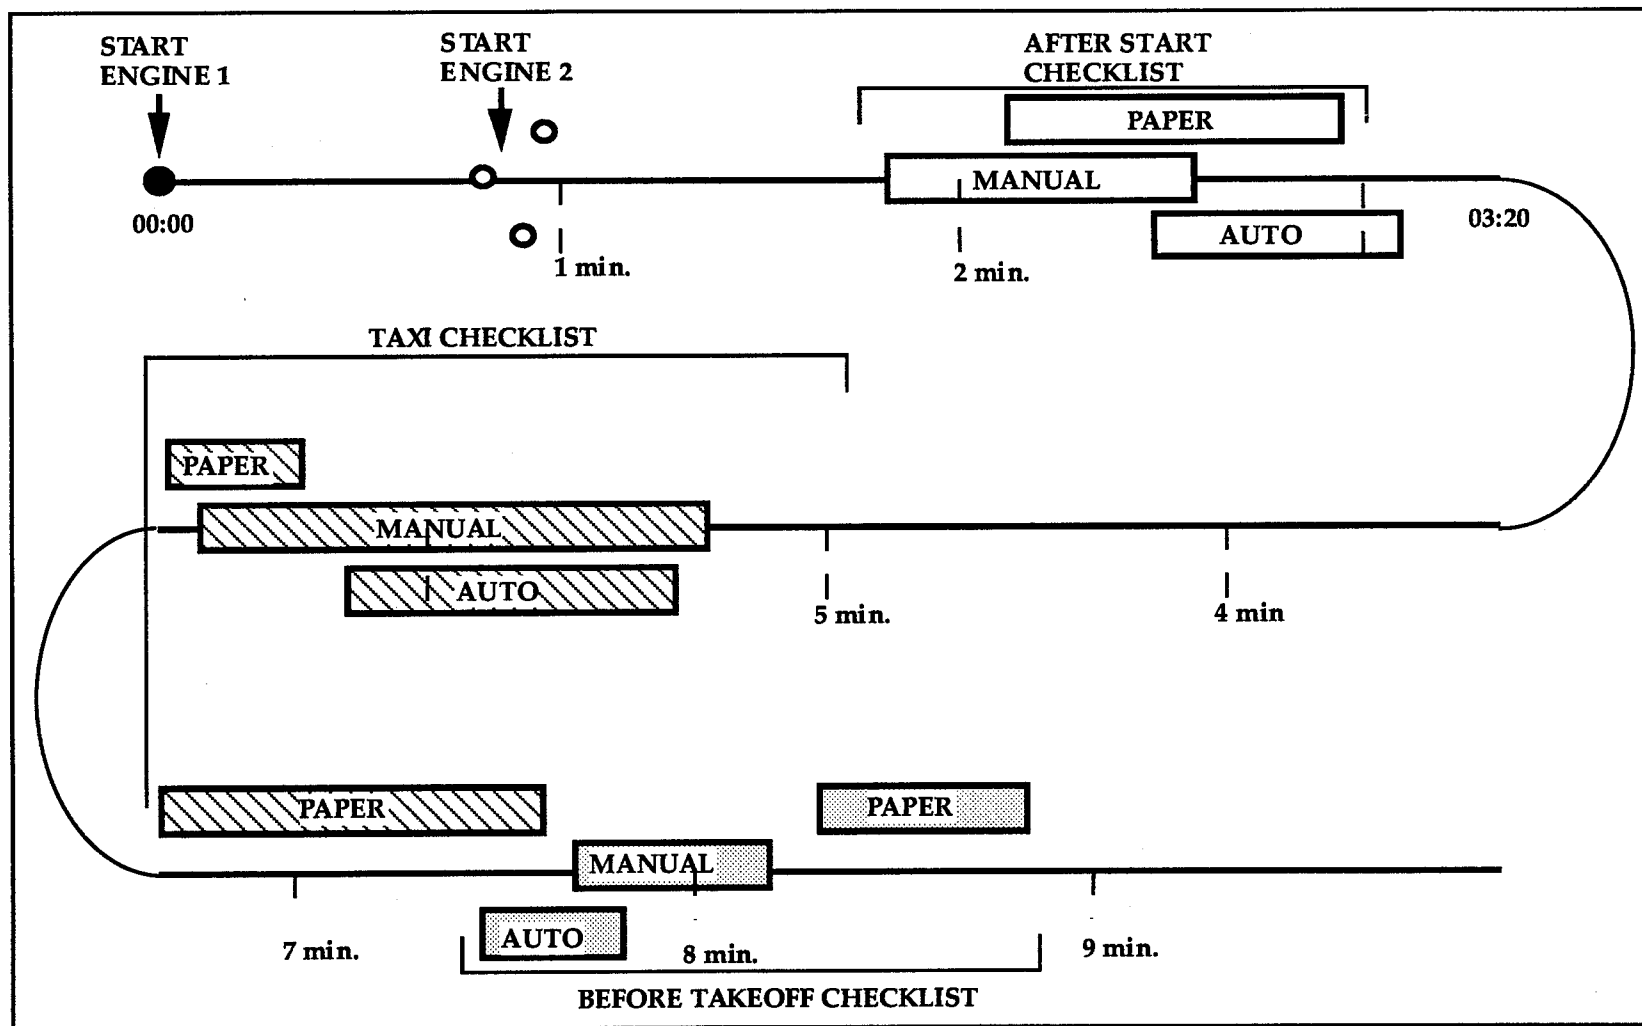 START
ENGINE 1
START
ENGINE 2
AFTER START
CHECKLIST
PAPER
MANUAL
AUTO
00:00
1 min.
2 min.
03:20
TAXI CHECKLIST
PAPER
MANUAL
AUTO
5 min.
4 min
PAPER
PAPER
MANUAL
AUTO
7 min.
8 min.
9 min.
BEFORE TAKEOFF CHECKLIST